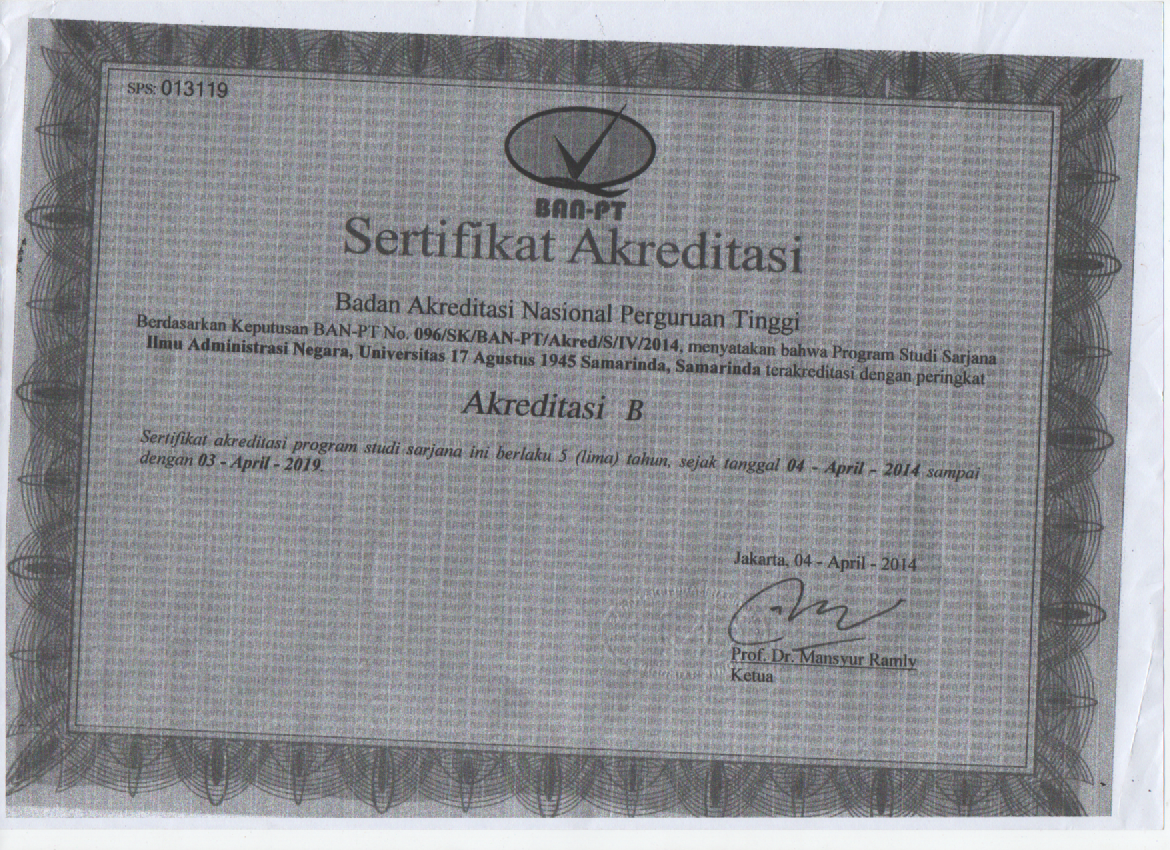 SPS: 013119
BAN-PT
Sertifikat Akreditasi
Badan Akreditasi Nasional Perguruan Tinggi
Berdasarkan Keputusan BAN-PT No. 096/SK/BAN-PT/Akred/S/IV/2014, menyatakan bahwa Program Studi Sarjana
Ilmu Administrasi Negara, Universitas 17 Agustus 1945 Samarinda, Samarinda terakreditasi dengan peringkat
Akreditasi B
Sertifikat akreditasi program studi sarjana ini berlaku 5 (lima) tahun, sejak tanggal 04 - April - 2014 sampai
dengan 03 - April - 2019.
Jakarta, 04 - April - 2014
Prof. Dr. Mansyur Ramly
Ketua